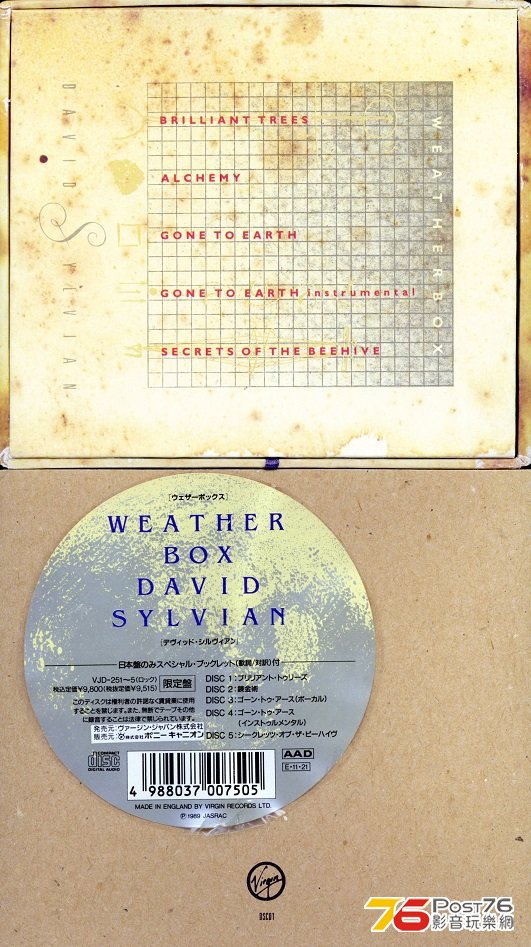 DAVID SYLVIAN
WEATHERBOX
BRILLIANT TREES
ALCHEMY
GONE TO EARTH
GONE TO EARTH instrumental
SECRETS OF THE BEEHIVE
[ウェザーボックス]
WEATHER
BOX
DAVID
SYLVIAN
[デヴィッド・シルヴィアン]
日本盤のみスペシャル・ブックレット(歌詞/対訳)付
VJD-251〜5(ロック)
税込定価¥9,800(税抜定価¥9,515)
限定盤
このディスクは権利者の許諾なく賃貸業に使用
することを禁じます。また、無断でテープその他
に録音することは法律で禁じられています。
発売元:ヴァージン・ジャパン株式会社
販売元:株式会社ポニーキャニオン
DISC 1:ブリリアント・トゥリーズ
DISC 2:錬金術
DISC 3:ゴーン・トゥ・アース(ボーカル)
DISC 4:ゴーン・トゥ・アース
(インストゥルメンタル)
DISC 5:シークレッツ・オブ・ザ・ビーハイヴ
COMPACT
disc
DIGITAL AUDIO
AAD
E・11・21
4 988037 007505
MADE IN ENGLAND BY VIRGIN RECORDS LTD.
Ⓟ 1989 JASRAC
Virgin
DSCD1
76 Post76
影音玩樂網